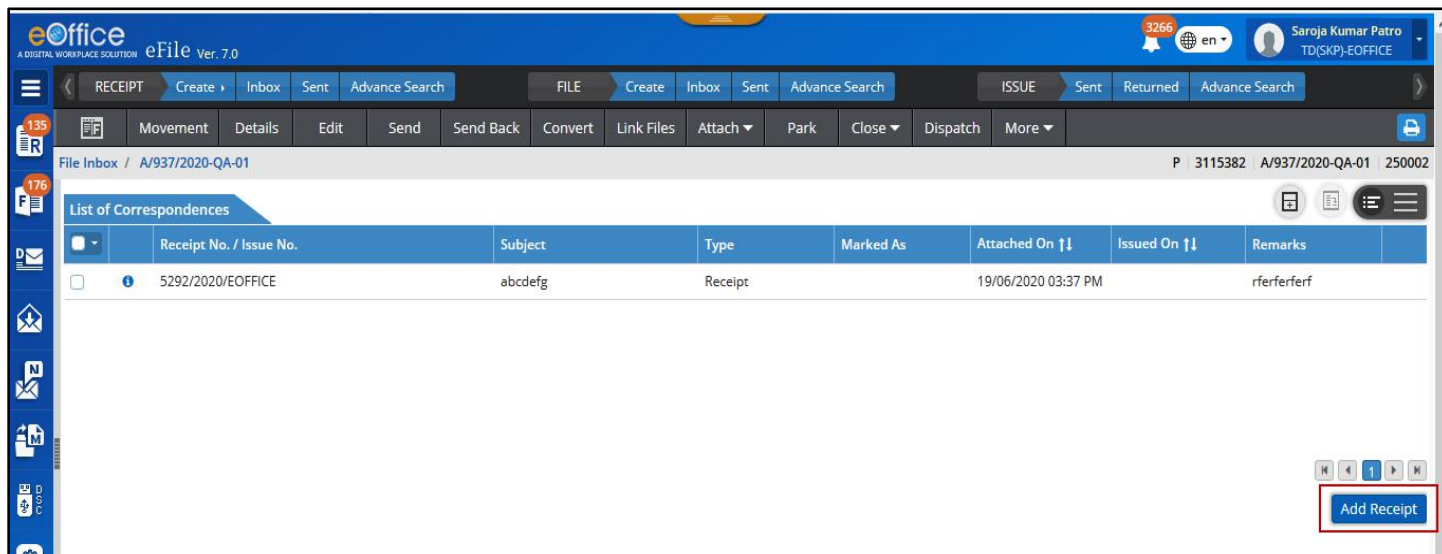 eOffice
A DIGITAL WORKPLACE SOLUTION eFile Ver. 7.0
3266
en
Saroja Kumar Patro
TD(SKP)-EOFFICE
RECEIPT Create Inbox Sent Advance Search FILE Create Inbox Sent Advance Search ISSUE Sent Returned Advance Search
135
R
F Movement Details Edit Send Send Back Convert Link Files Attach Park Close Dispatch More
File Inbox / A/937/2020-QA-01 P 3115382 A/937/2020-QA-01 250002
176
F
List of Correspondences
Receipt No. / Issue No. Subject Type Marked As Attached On Issued On Remarks
D
5292/2020/EOFFICE abcdefg Receipt 19/06/2020 03:37 PM rferferferf
N
M
1
DSC
Add Receipt